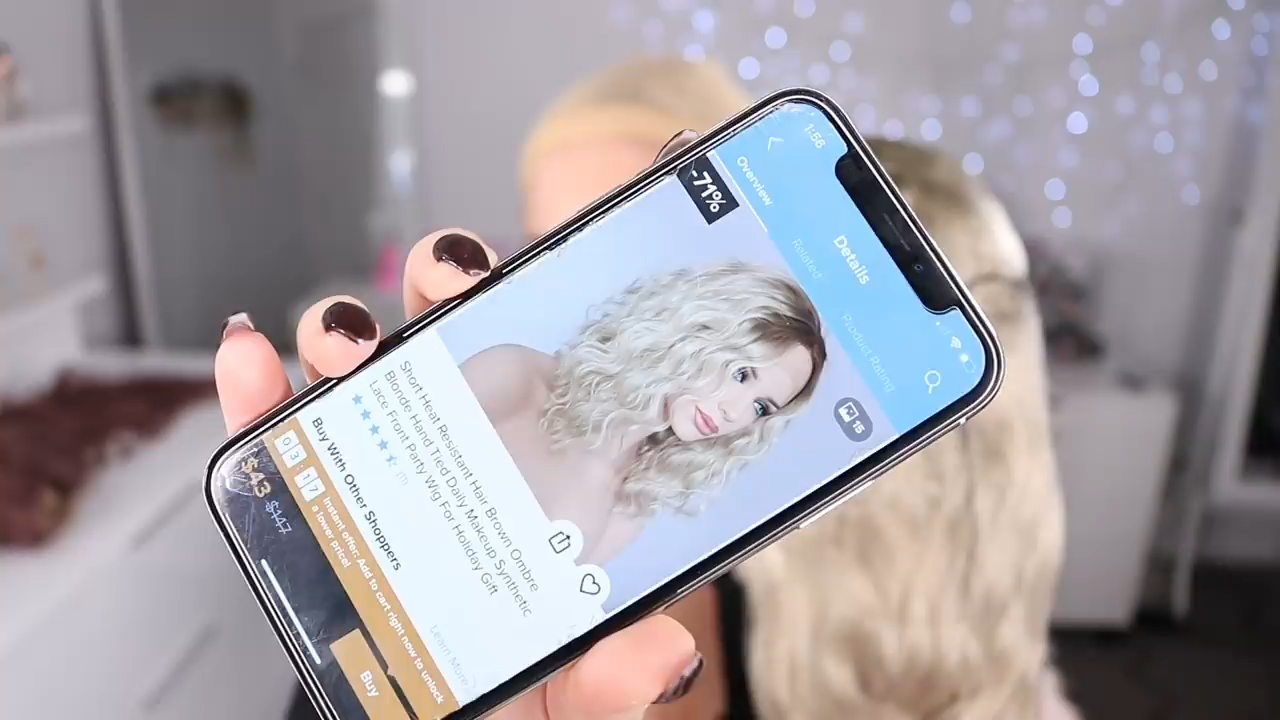 1:56
Details
Overview
Related
Product Rating
-71%
15
Short Heat Resistant Hair Brown Ombre
Blonde Hand Tied Daily Makeup Synthetic
Lace Front Party Wig For Holiday Gift
Learn More
Buy With Other Shoppers
03:17
Instant offer: Add to cart right now to unlock
a lower price!
$43 $147
Buy